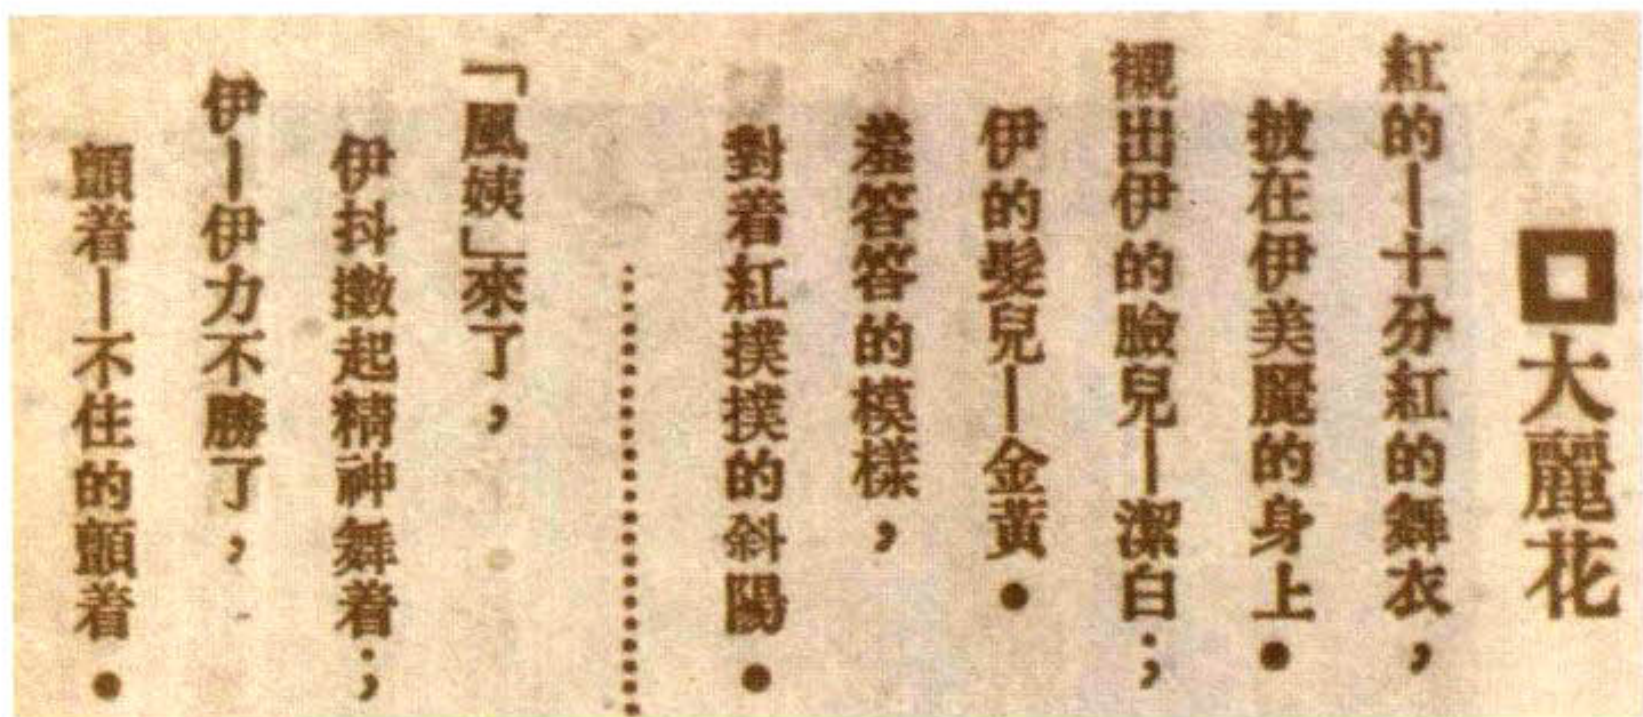 大麗花
紅的—十分紅的舞衣，
披在伊美麗的身上．
襯出伊的臉兒—潔白；
伊的髮兒—金黃．
羞答答的模樣，
對着紅撲撲的斜陽．
…………
「風姨」來了，
伊抖擻起精神舞着；
伊—伊力不勝了，
顫着—不住的顫着．